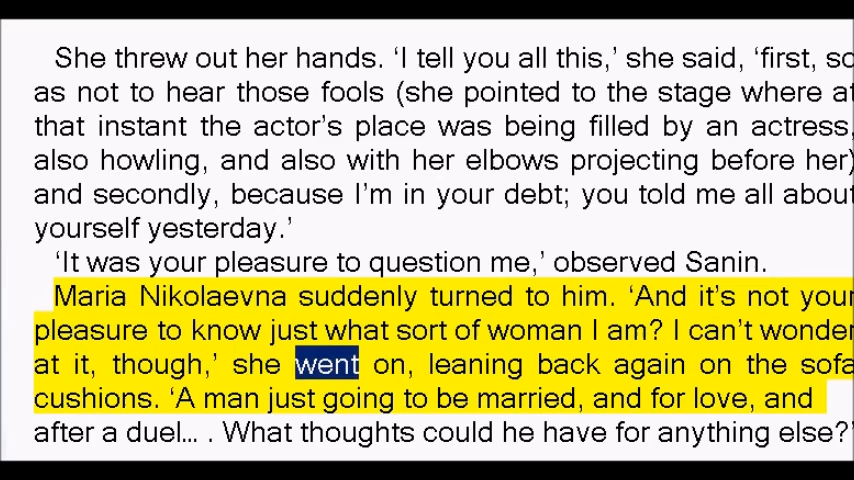 She threw out her hands. ‘I tell you all this,’ she said, ‘first, so
as not to hear those fools (she pointed to the stage where at
that instant the actor’s place was being filled by an actress,
also howling, and also with her elbows projecting before her)
and secondly, because I’m in your debt; you told me all about
yourself yesterday.’
‘It was your pleasure to question me,’ observed Sanin.
Maria Nikolaevna suddenly turned to him. ‘And it’s not your
pleasure to know just what sort of woman I am? I can’t wonder
at it, though,’ she went on, leaning back again on the sofa
cushions. ‘A man just going to be married, and for love, and
after a duel… . What thoughts could he have for anything else?’